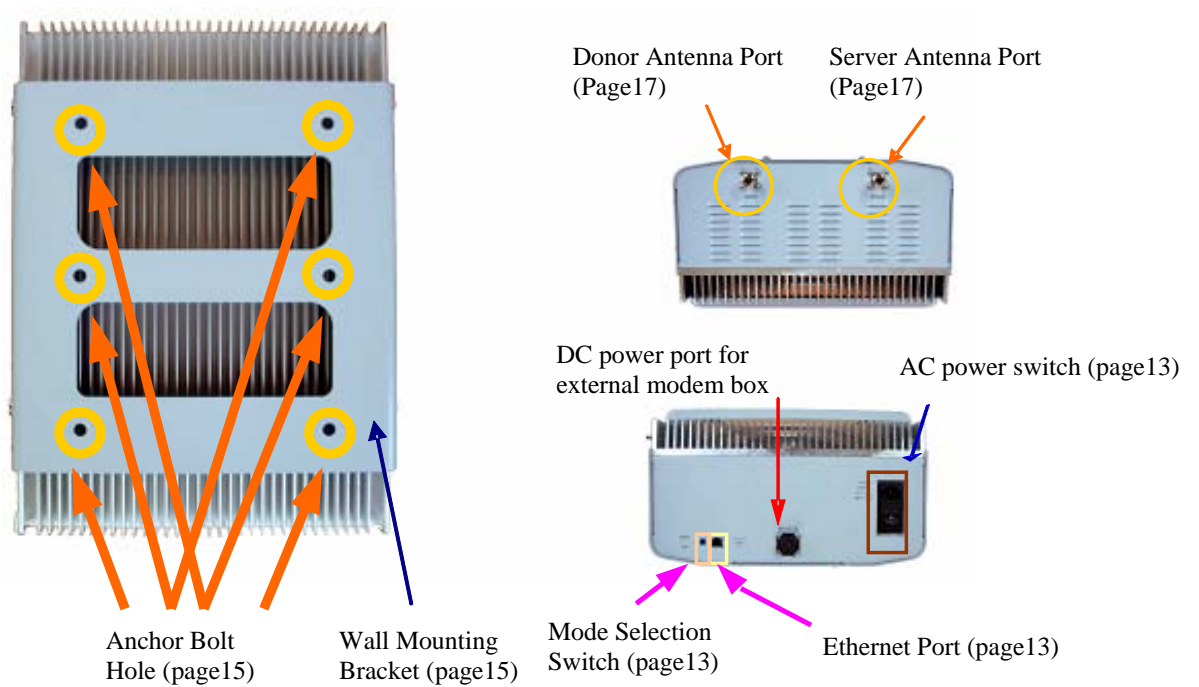 Donor Antenna Port
(Page17)
Server Antenna Port
(Page17)
DC power port for
external modem box
AC power switch (page13)
Anchor Bolt
Hole (page15)
Wall Mounting
Bracket (page15)
Mode Selection
Switch (page13)
Ethernet Port (page13)